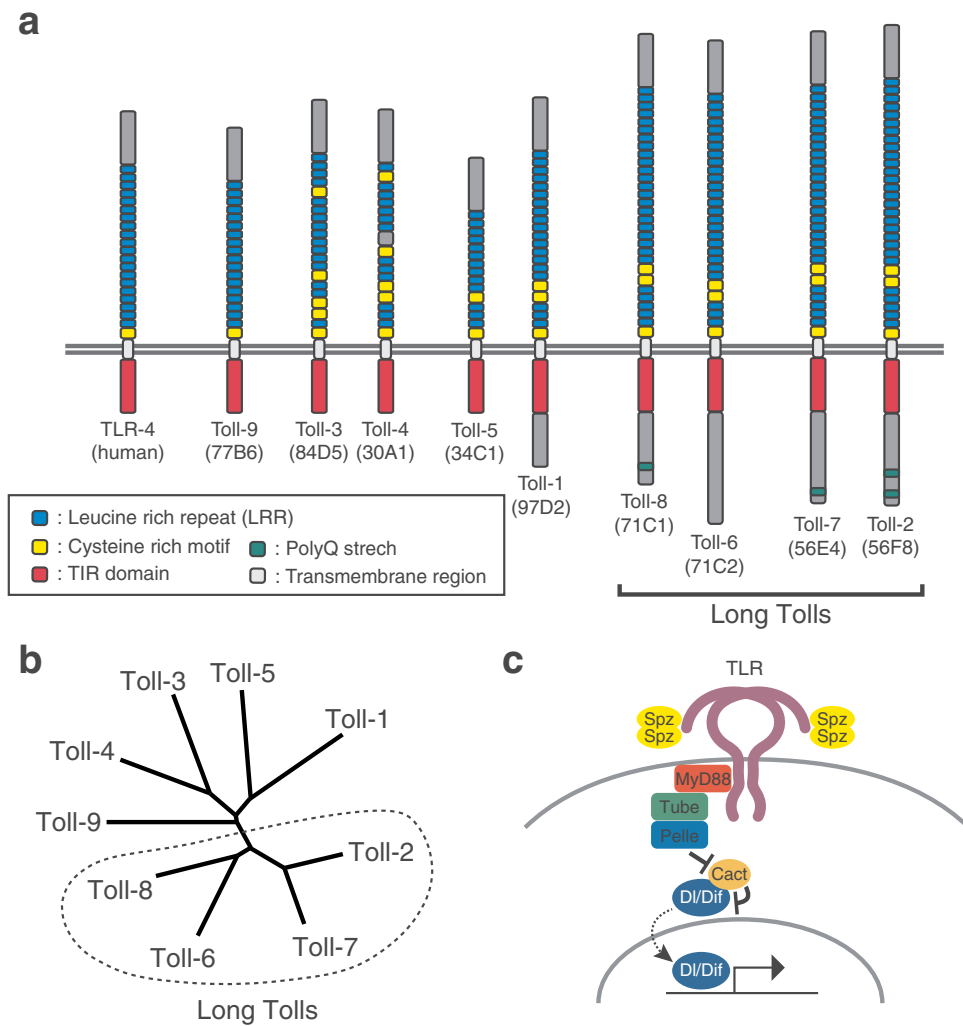 a
TLR-4
(human)
Toll-9
(77B6)
Toll-3
(84D5)
Toll-4
(30A1)
Toll-5
(34C1)
Toll-1
(97D2)
Toll-8
(71C1)
Toll-6
(71C2)
Toll-7
(56E4)
Toll-2
(56F8)
Long Tolls
: Leucine rich repeat (LRR)
: Cysteine rich motif
: PolyQ strech
: TIR domain
: Transmembrane region
b
Toll-3
Toll-5
Toll-1
Toll-4
Toll-9
Toll-2
Toll-8
Toll-6
Toll-7
Long Tolls
c
TLR
Spz
Spz
Spz
Spz
MyD88
Tube
Pelle
Cact
Dl/Dif
Dl/Dif